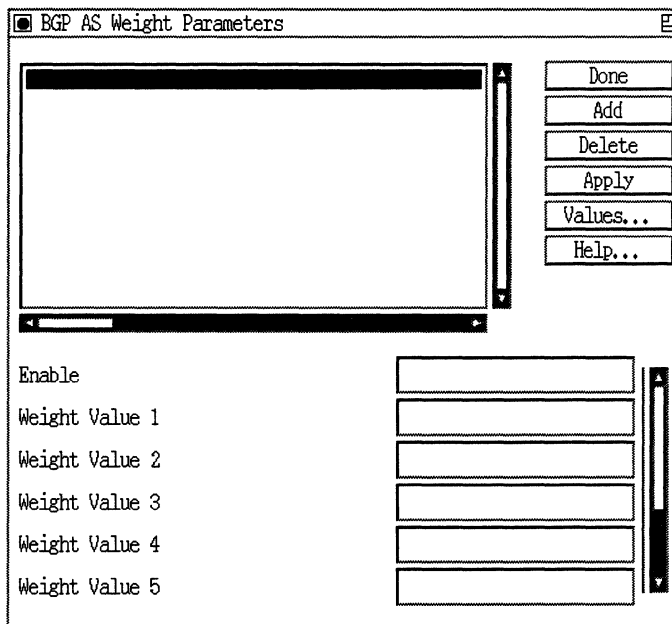 BGP AS Weight Parameters
Done
Add
Delete
Apply
Values...
Help...
Enable
Weight Value 1
Weight Value 2
Weight Value 3
Weight Value 4
Weight Value 5